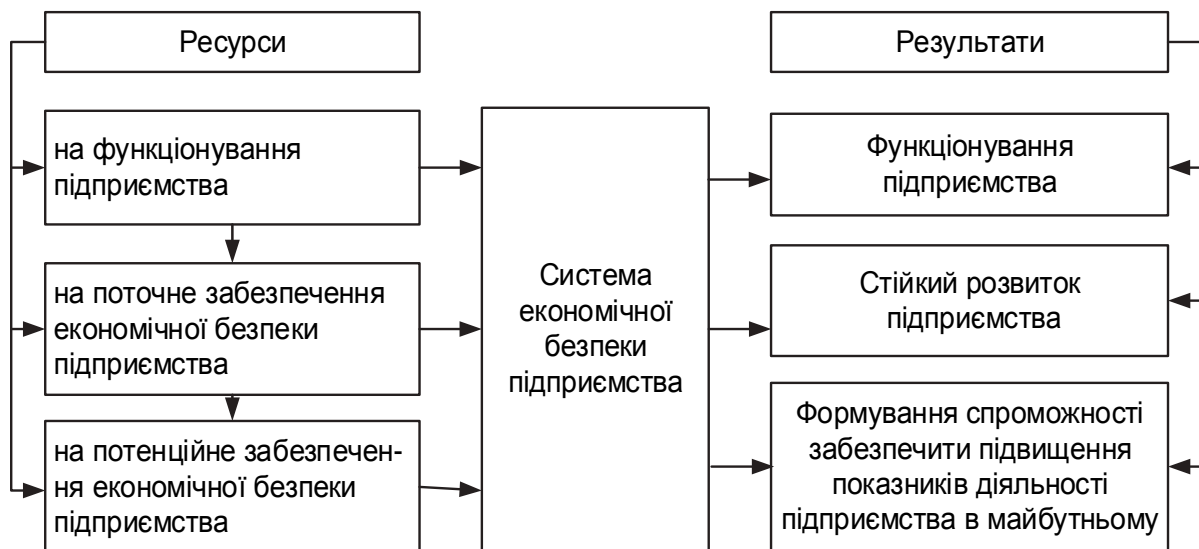 Ресурси
на функціонування
підприємства
на поточне забезпечення
економічної безпеки
підприємства
на потенційне забезпечен-
ня економічної безпеки
підприємства
Система
економічної
безпеки
підприємства
Результати
Функціонування
підприємства
Стійкий розвиток
підприємства
Формування спроможності
забезпечити підвищення
показників діяльності
підприємства в майбутньому